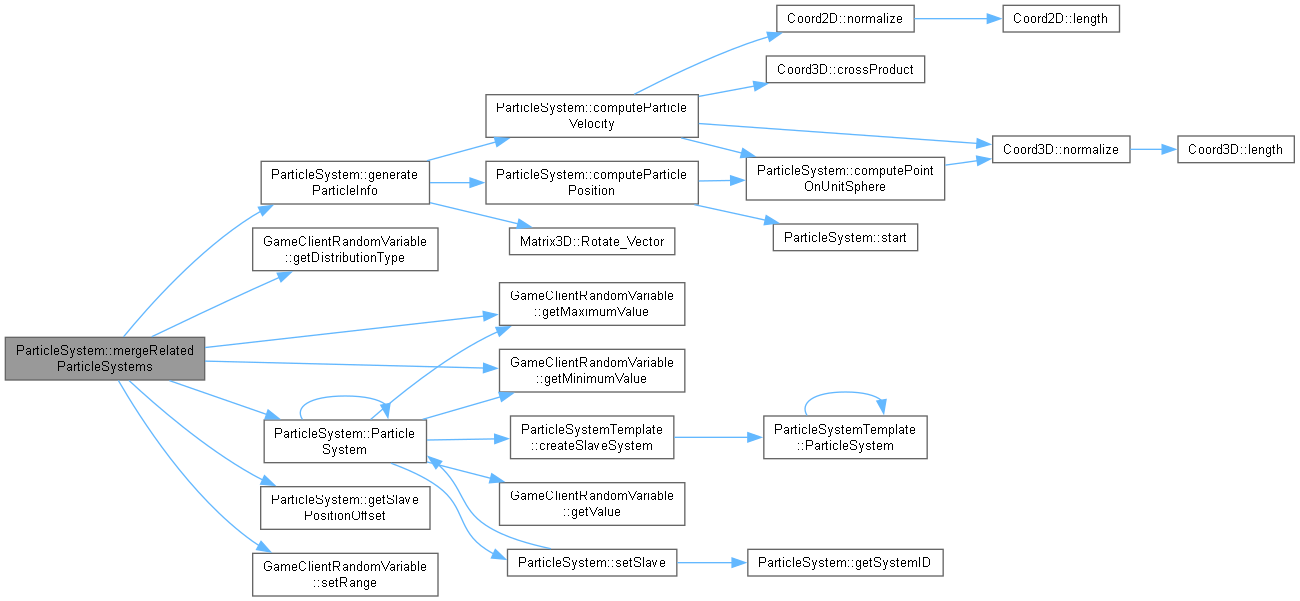 Coord2D::normalize
Coord2D::length
Coord3D::crossProduct
ParticleSystem::computeParticle
Velocity
Coord3D::normalize
Coord3D::length
ParticleSystem::computePoint
OnUnitSphere
ParticleSystem::generate
ParticleInfo
ParticleSystem::computeParticle
Position
ParticleSystem::start
Matrix3D::Rotate_Vector
GameClientRandomVariable
::getDistributionType
GameClientRandomVariable
::getMaximumValue
ParticleSystem::mergeRelated
ParticleSystems
GameClientRandomVariable
::getMinimumValue
ParticleSystem::Particle
System
ParticleSystemTemplate
::createSlaveSystem
ParticleSystemTemplate
::ParticleSystem
ParticleSystem::getSlave
PositionOffset
GameClientRandomVariable
::getValue
ParticleSystem::setSlave
ParticleSystem::getSystemID
GameClientRandomVariable
::setRange